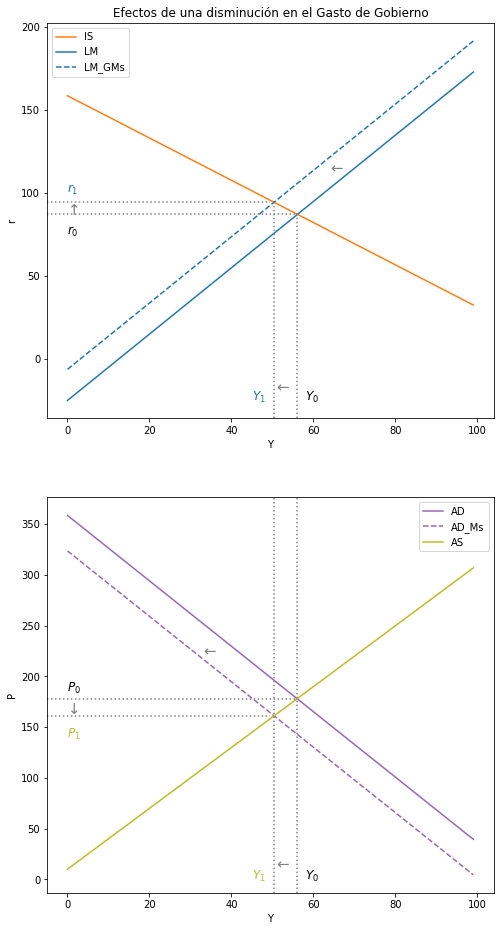 Efectos de una disminución en el Gasto de Gobierno
200
IS
LM
LM_GMs
150
←
r₁
100
↑
r
r₀
50
0
←
Y₁ Y₀
0 20 40 60 80 100
Y
350
AD
AD_Ms
AS
300
250
←
P₀
200
↓
P
150
P₁
100
50
←
0
Y₁ Y₀
0 20 40 60 80 100
Y